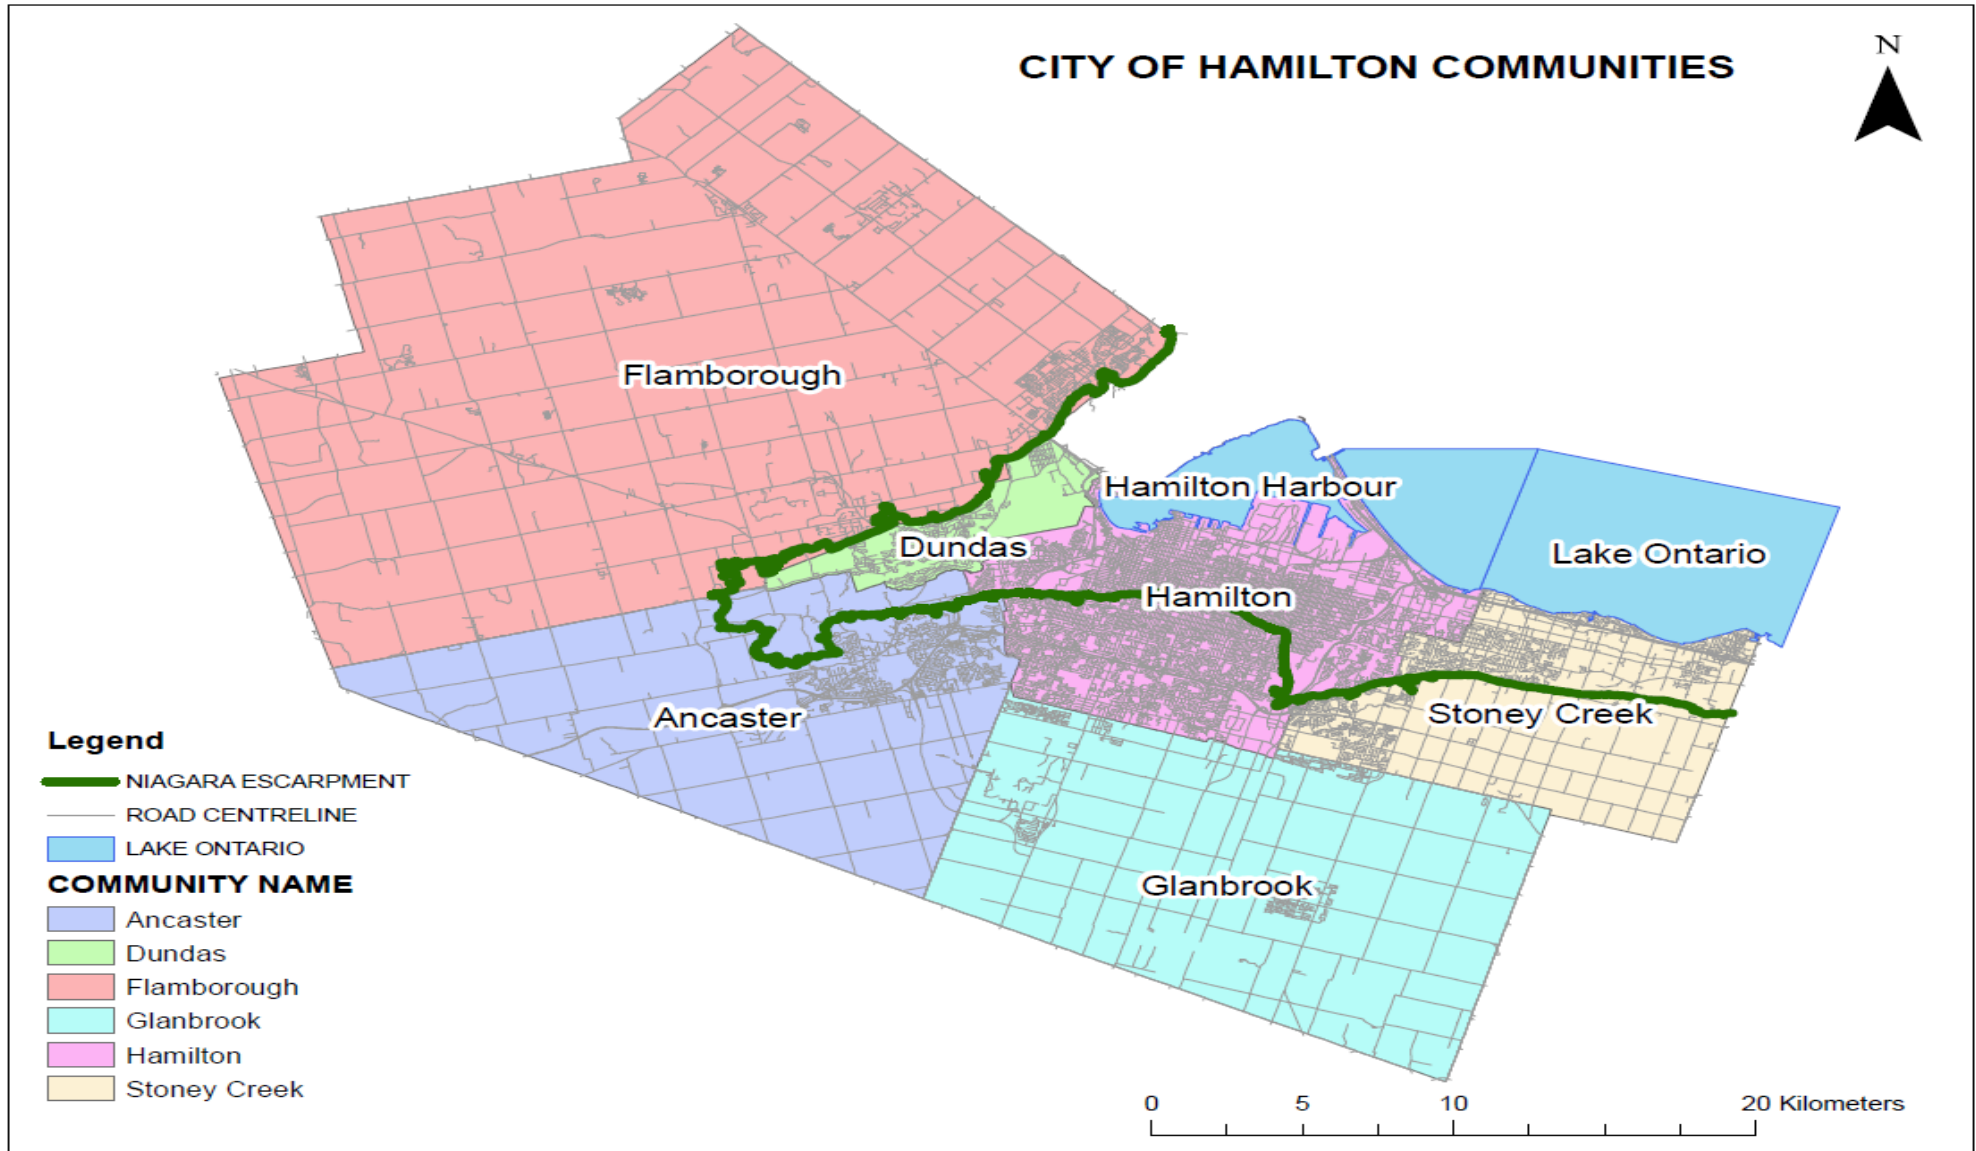 CITY OF HAMILTON COMMUNITIES
N
Flamborough
Hamilton Harbour
Dundas
Lake Ontario
Hamilton
Ancaster
Stoney Creek
Glanbrook
Legend
NIAGARA ESCARPMENT
ROAD CENTRELINE
LAKE ONTARIO
COMMUNITY NAME
Ancaster
Dundas
Flamborough
Glanbrook
Hamilton
Stoney Creek
0 5 10 20 Kilometers